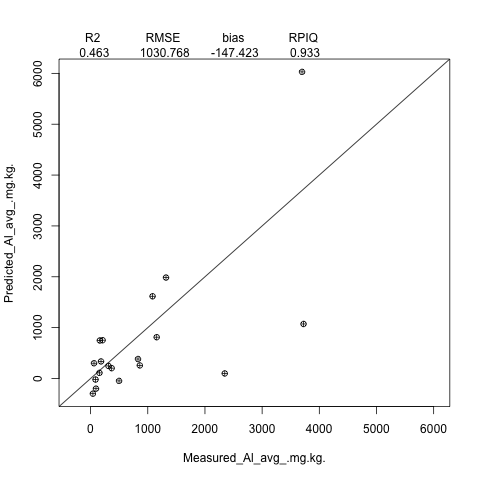 R2 RMSE bias RPIQ
0.463 1030.768 -147.423 0.933
6000
5000
4000
3000
2000
1000
0
Predicted_Al_avg_.mg.kg.
0 1000 2000 3000 4000 5000 6000
Measured_Al_avg_.mg.kg.